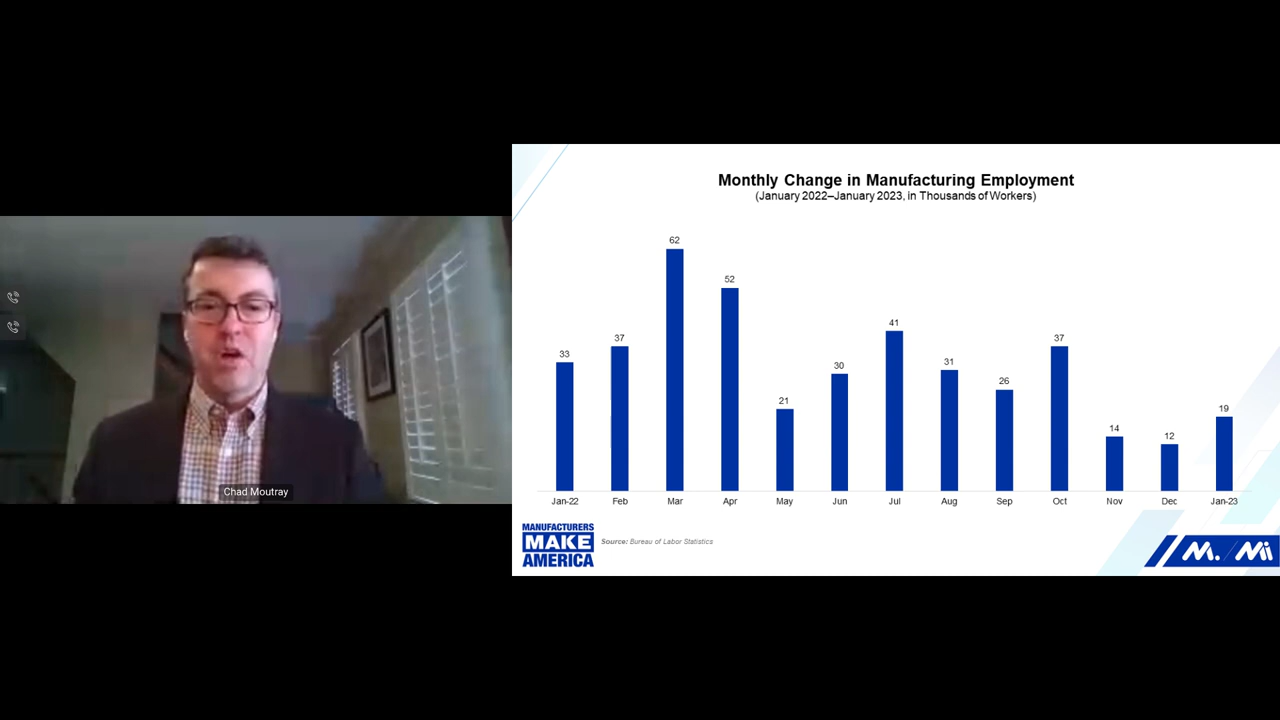 Chad Moutray
Monthly Change in Manufacturing Employment
(January 2022–January 2023, in Thousands of Workers)
33
37
62
52
21
30
41
31
26
37
14
12
19
Jan-22
Feb
Mar
Apr
May
Jun
Jul
Aug
Sep
Oct
Nov
Dec
Jan-23
MANUFACTURERS
MAKE
AMERICA
Source: Bureau of Labor Statistics